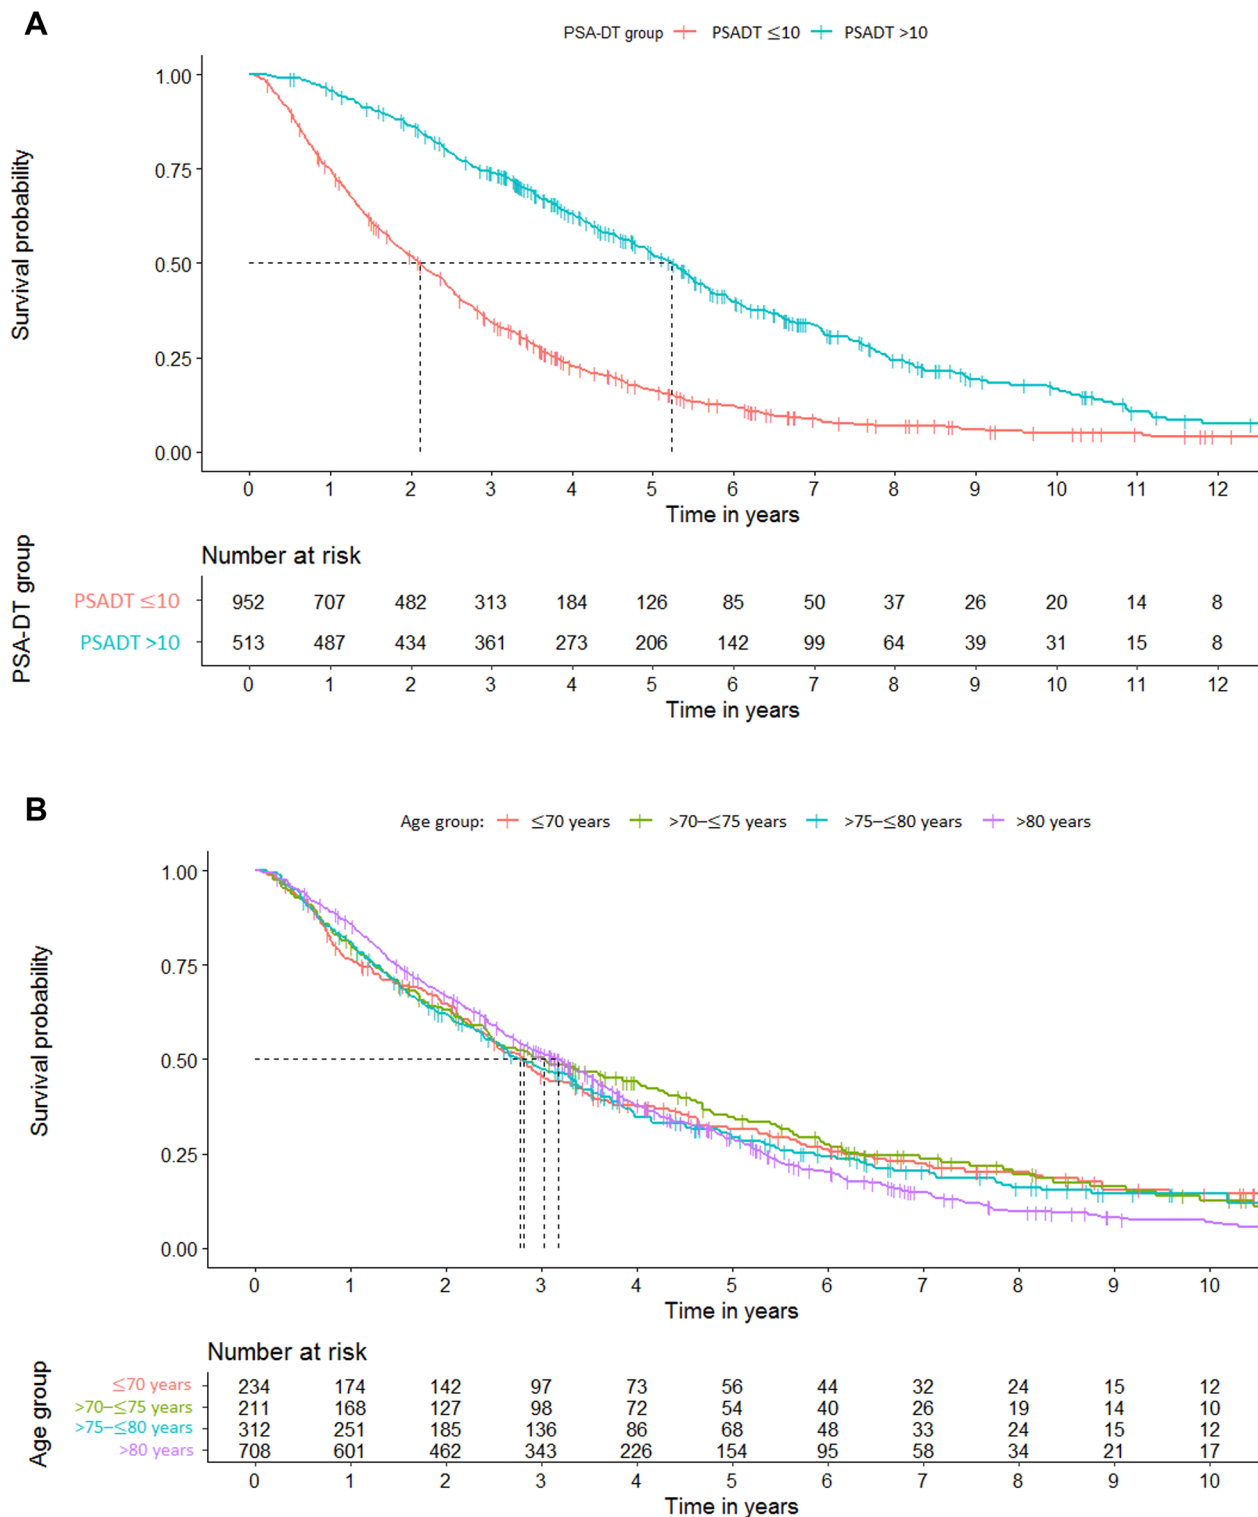 A
PSA-DT group PSADT ≤10 PSADT >10
Survival probability
1.00
0.75
0.50
0.25
0.00
0 1 2 3 4 5 6 7 8 9 10 11 12
Time in years
PSA-DT group
Number at risk
PSADT ≤10 952 707 482 313 184 126 85 50 37 26 20 14 8
PSADT >10 513 487 434 361 273 206 142 99 64 39 31 15 8
0 1 2 3 4 5 6 7 8 9 10 11 12
Time in years
B
Age group: ≤70 years >70–≤75 years >75–≤80 years >80 years
Survival probability
1.00
0.75
0.50
0.25
0.00
0 1 2 3 4 5 6 7 8 9 10
Time in years
Age group
Number at risk
≤70 years 234 174 142 97 73 56 44 32 24 15 12
>70–≤75 years 211 168 127 98 72 54 40 26 19 14 10
>75–≤80 years 312 251 185 136 86 68 48 33 24 15 12
>80 years 708 601 462 343 226 154 95 58 34 21 17
0 1 2 3 4 5 6 7 8 9 10
Time in years